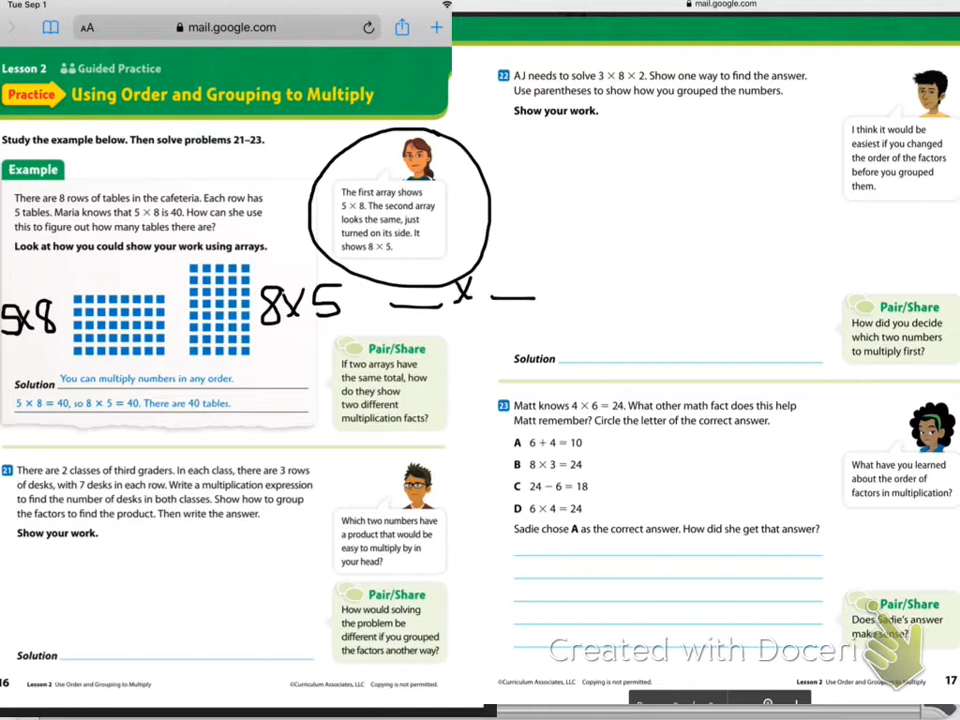 Tue Sep 1
AA mail.google.com
mail.google.com
Lesson 2 Guided Practice
Practice Using Order and Grouping to Multiply
Study the example below. Then solve problems 21–23.
Example
There are 8 rows of tables in the cafeteria. Each row has
5 tables. Maria knows that 5 × 8 is 40. How can she use
this to figure out how many tables there are?
Look at how you could show your work using arrays.
5x8
8x5
__ x __
Solution You can multiply numbers in any order.
5 × 8 = 40, so 8 × 5 = 40. There are 40 tables.
The first array shows
5 × 8. The second array
looks the same, just
turned on its side. It
shows 8 × 5.
Pair/Share
If two arrays have
the same total, how
do they show
two different
multiplication facts?
21 There are 2 classes of third graders. In each class, there are 3 rows
of desks, with 7 desks in each row. Write a multiplication expression
to find the number of desks in both classes. Show how to group
the factors to find the product. Then write the answer.
Show your work.
Which two numbers have
a product that would be
easy to multiply by in
your head?
Pair/Share
How would solving
the problem be
different if you grouped
the factors another way?
Solution
16 Lesson 2 Use Order and Grouping to Multiply
©Curriculum Associates, LLC Copying is not permitted.
22 AJ needs to solve 3 × 8 × 2. Show one way to find the answer.
Use parentheses to show how you grouped the numbers.
Show your work.
I think it would be
easiest if you changed
the order of the factors
before you grouped
them.
Pair/Share
How did you decide
which two numbers
to multiply first?
Solution
23 Matt knows 4 × 6 = 24. What other math fact does this help
Matt remember? Circle the letter of the correct answer.
A 6 + 4 = 10
B 8 × 3 = 24
C 24 − 6 = 18
D 6 × 4 = 24
Sadie chose A as the correct answer. How did she get that answer?
What have you learned
about the order of
factors in multiplication?
Pair/Share
Does Sadie's answer
make sense?
Created with Doceri
©Curriculum Associates, LLC Copying is not permitted.
Lesson 2 Use Order and Grouping to Multiply 17